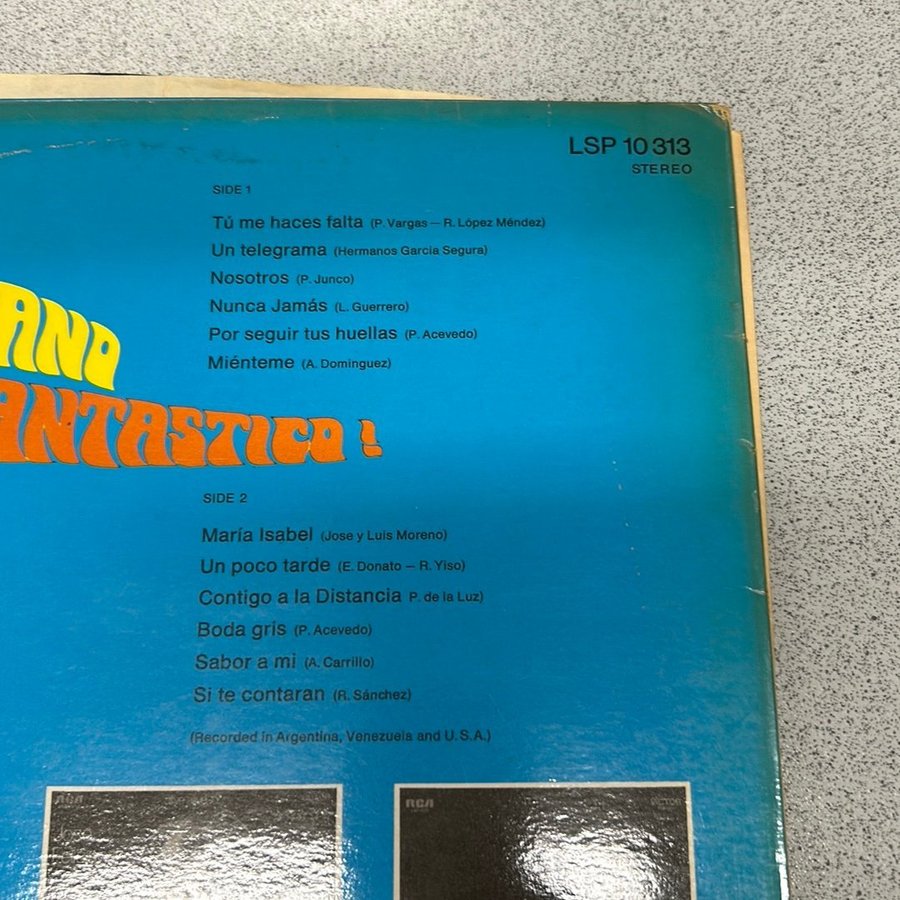 LSP 10 313
STEREO
SIDE 1
Tú me haces falta (P. Vargas — R. López Méndez)
Un telegrama (Hermanos García Segura)
Nosotros (P. Junco)
Nunca Jamás (L. Guerrero)
Por seguir tus huellas (P. Acevedo)
Miénteme (A. Dominguez)
ANO
ANTASTICO !
SIDE 2
María Isabel (Jose y Luis Moreno)
Un poco tarde (E. Donato — R. Yiso)
Contigo a la Distancia P. de la Luz)
Boda gris (P. Acevedo)
Sabor a mi (A. Carrillo)
Si te contaran (R. Sánchez)
(Recorded in Argentina, Venezuela and U.S.A.)
RCA RCA